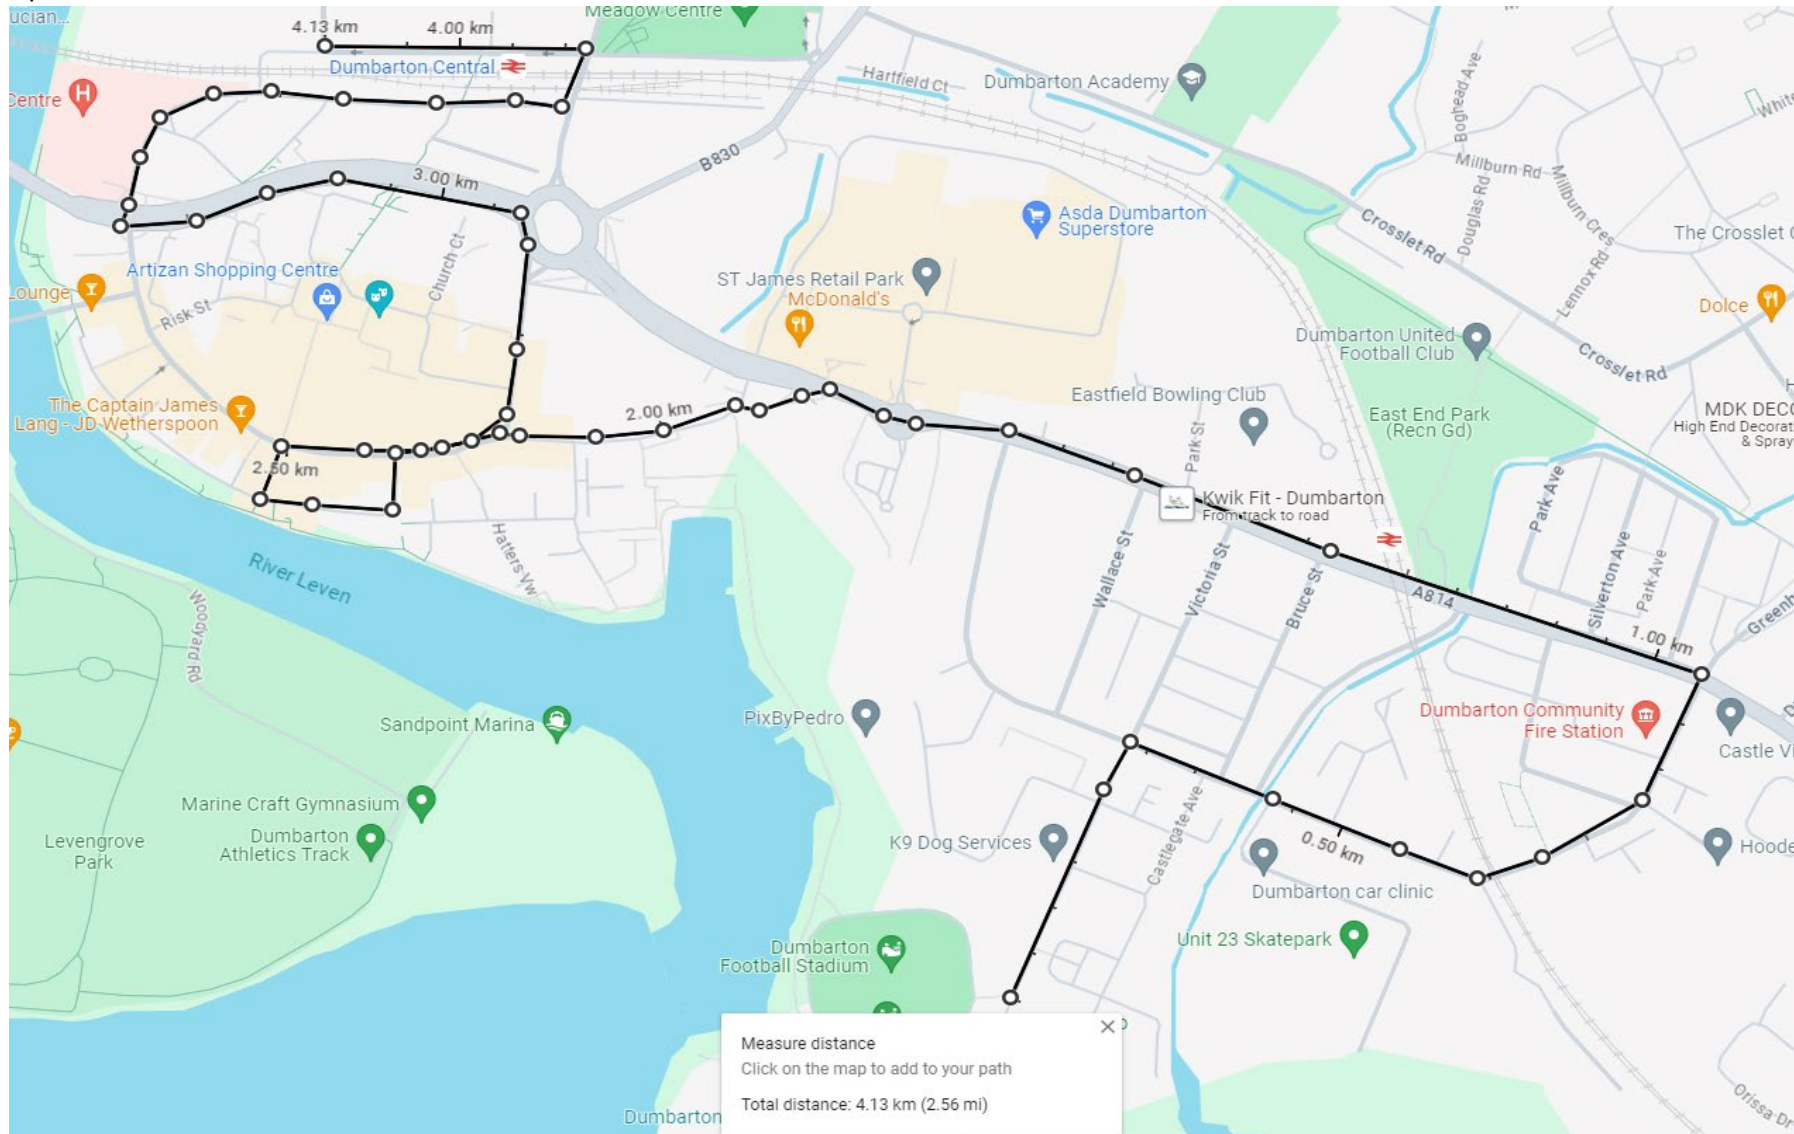 ucian...
Meadow Centre
4.13 km
4.00 km
Dumbarton Central
Centre
Hartfield Ct
Dumbarton Academy
Boghead Ave
White
B830
Millburn Rd
Millburn Cres
Douglas Rd
3.00 km
Crosslet Rd
Asda Dumbarton
Superstore
The Crosslet
Lennox Rd
Church Ct
Artizan Shopping Centre
ST James Retail Park
McDonald's
Lounge
Risk St
Dolce
Dumbarton United
Football Club
Crosslet Rd
Eastfield Bowling Club
The Captain James
Lang - JD Wetherspoon
2.00 km
East End Park
(Recn Gd)
MDK DECO
High End Decorat
& Spray
Park St
2.50 km
Kwik Fit - Dumbarton
From track to road
Park Ave
Hatters Vw
River Leven
Wallace St
Victoria St
Bruce St
Silverton Ave
Park Ave
A814
Greenh
Woodyard Rd
1.00 km
Sandpoint Marina
PixByPedro
Dumbarton Community
Fire Station
Castle Vi
Marine Craft Gymnasium
Dumbarton
Athletics Track
Levengrove
Park
K9 Dog Services
Castlegate Ave
0.50 km
Hoode
Dumbarton car clinic
Unit 23 Skatepark
Dumbarton
Football Stadium
Measure distance
Click on the map to add to your path
Total distance: 4.13 km (2.56 mi)
Dumbarton
Orissa Dr